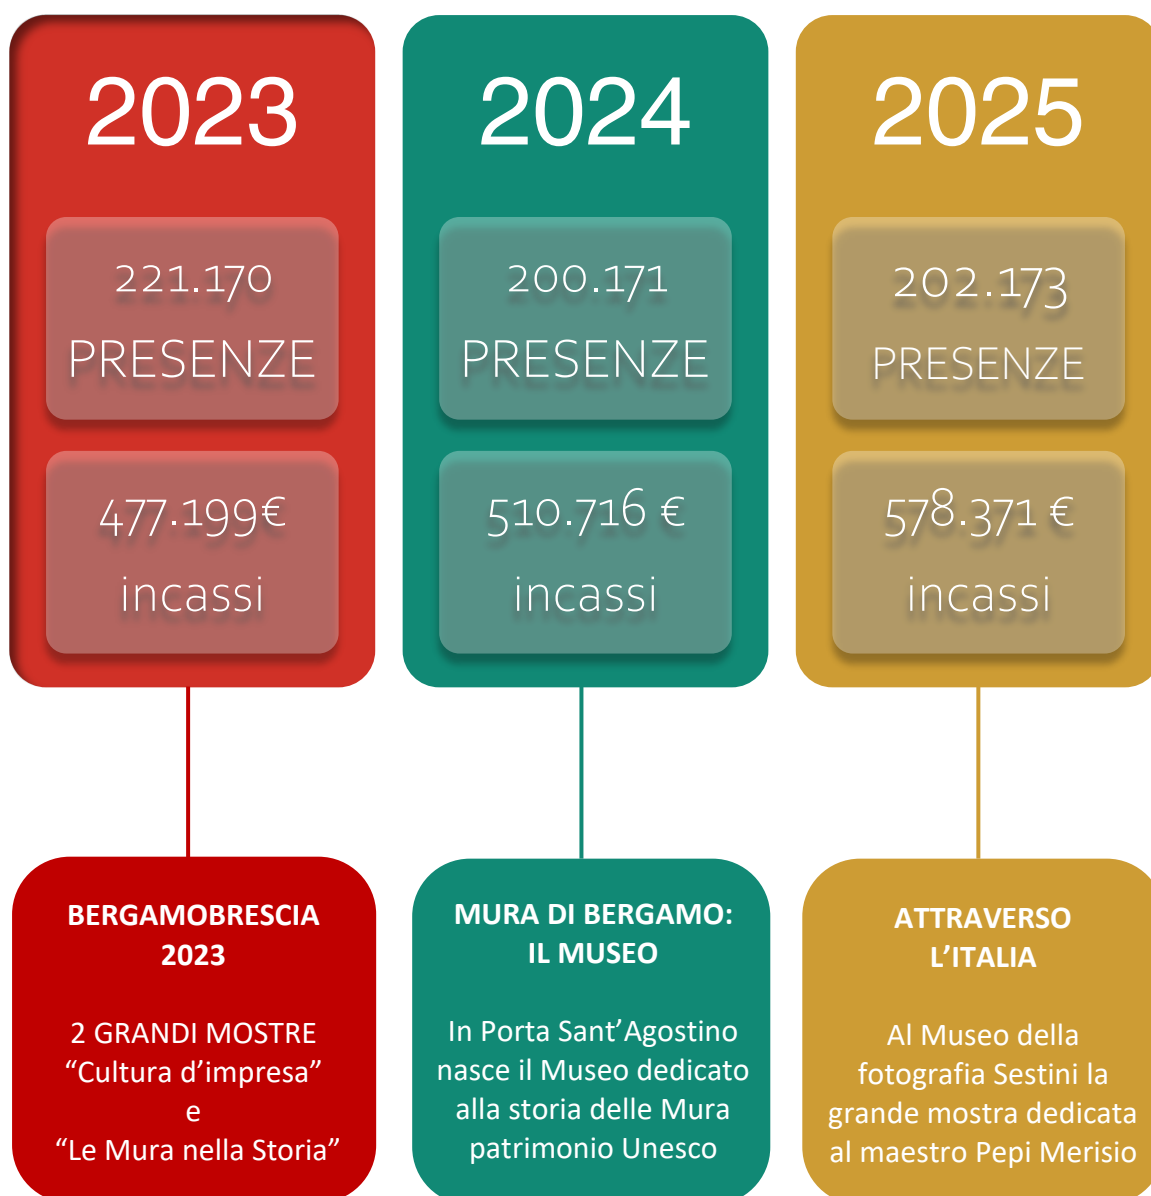 2023
221.170
PRESENZE
477.199€
incassi
BERGAMOBRESCIA
2023
2 GRANDI MOSTRE
“Cultura d’impresa”
e
“Le Mura nella Storia”
2024
200.171
PRESENZE
510.716 €
incassi
MURA DI BERGAMO:
IL MUSEO
In Porta Sant’Agostino
nasce il Museo dedicato
alla storia delle Mura
patrimonio Unesco
2025
202.173
PRESENZE
578.371 €
incassi
ATTRAVERSO
L’ITALIA
Al Museo della
fotografia Sestini la
grande mostra dedicata
al maestro Pepi Merisio